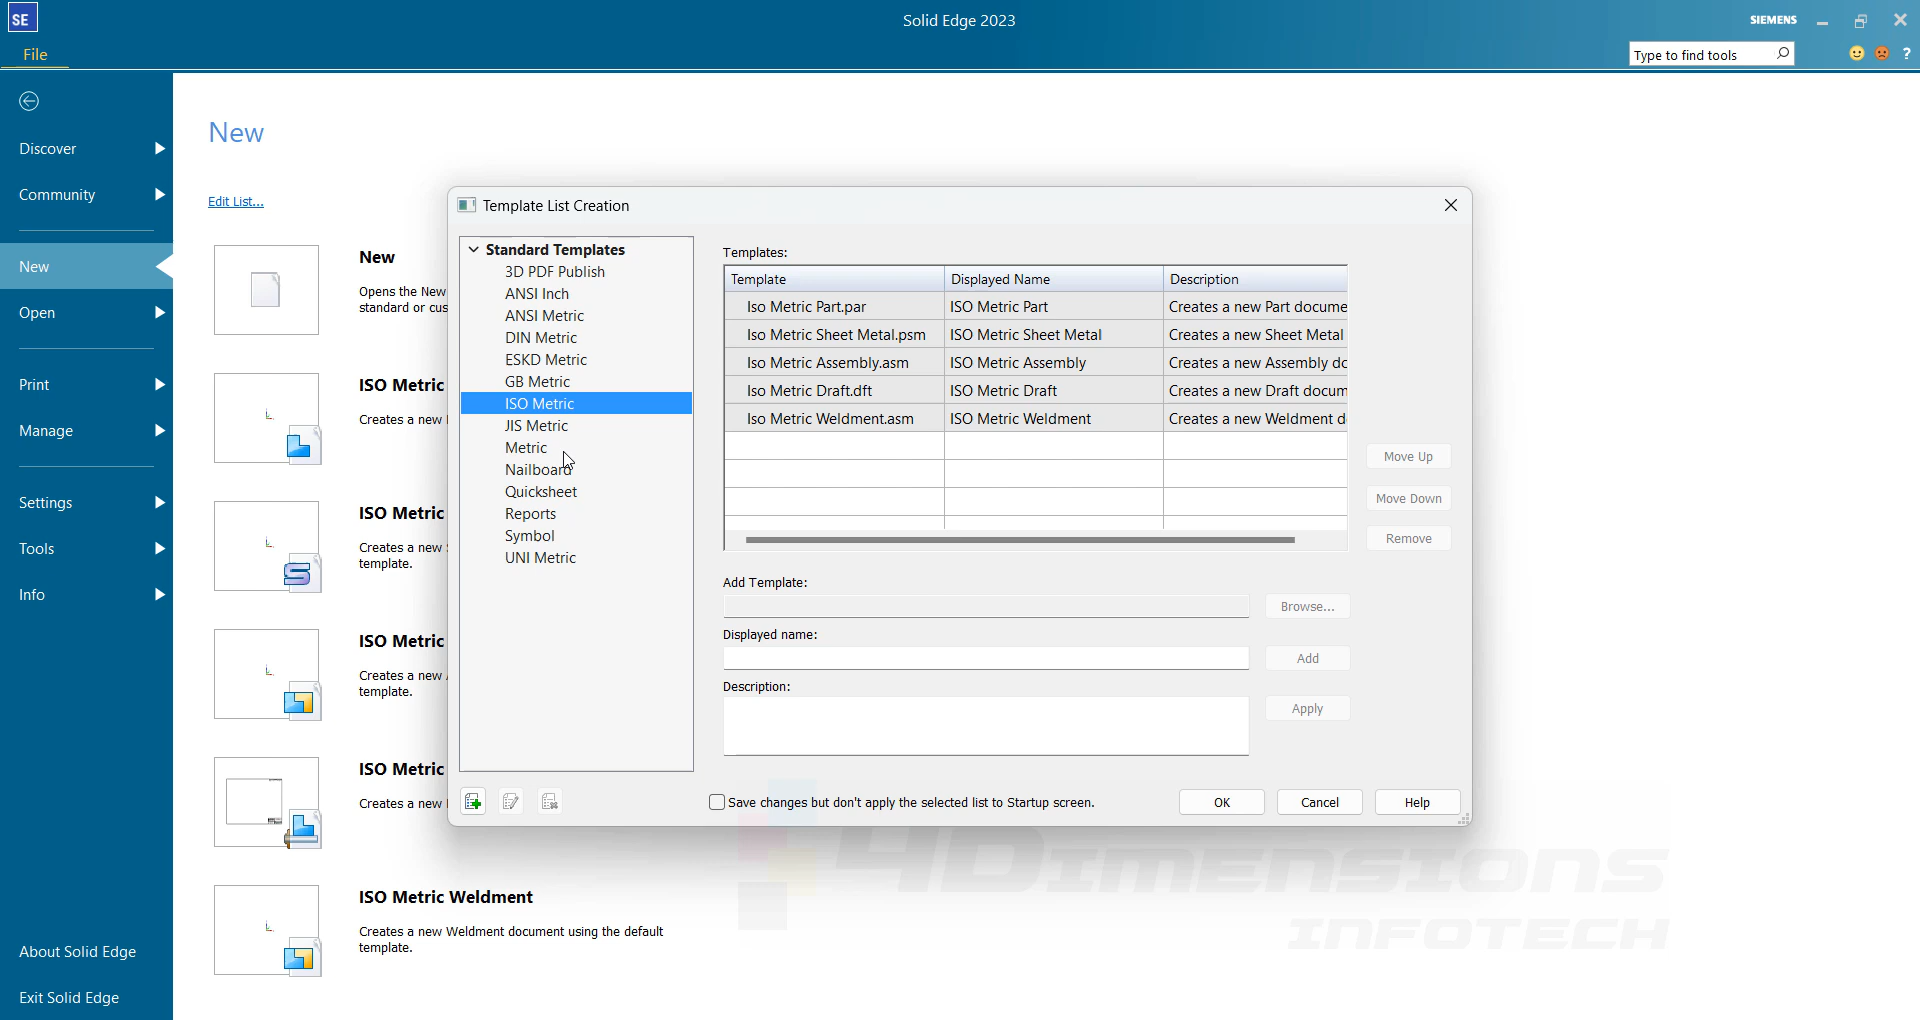 SE
Solid Edge 2023
SIEMENS
File
Type to find tools
?
Discover
Community
New
Open
Print
Manage
Settings
Tools
Info
About Solid Edge
Exit Solid Edge
New
Edit List...
New
Opens the New
standard or cus
ISO Metric
Creates a new
ISO Metric
Creates a new
template.
ISO Metric
Creates a new
template.
ISO Metric
Creates a new
ISO Metric Weldment
Creates a new Weldment document using the default
template.
Template List Creation
Standard Templates
3D PDF Publish
ANSI Inch
ANSI Metric
DIN Metric
ESKD Metric
GB Metric
ISO Metric
JIS Metric
Metric
Nailboard
Quicksheet
Reports
Symbol
UNI Metric
Templates:
Template Displayed Name Description
Iso Metric Part.par ISO Metric Part Creates a new Part docume
Iso Metric Sheet Metal.psm ISO Metric Sheet Metal Creates a new Sheet Metal
Iso Metric Assembly.asm ISO Metric Assembly Creates a new Assembly dc
Iso Metric Draft.dft ISO Metric Draft Creates a new Draft docum
Iso Metric Weldment.asm ISO Metric Weldment Creates a new Weldment d
Move Up
Move Down
Remove
Add Template:
Browse...
Displayed name:
Add
Description:
Apply
Save changes but don't apply the selected list to Startup screen.
OK Cancel Help
4Dimensions
INFOTECH